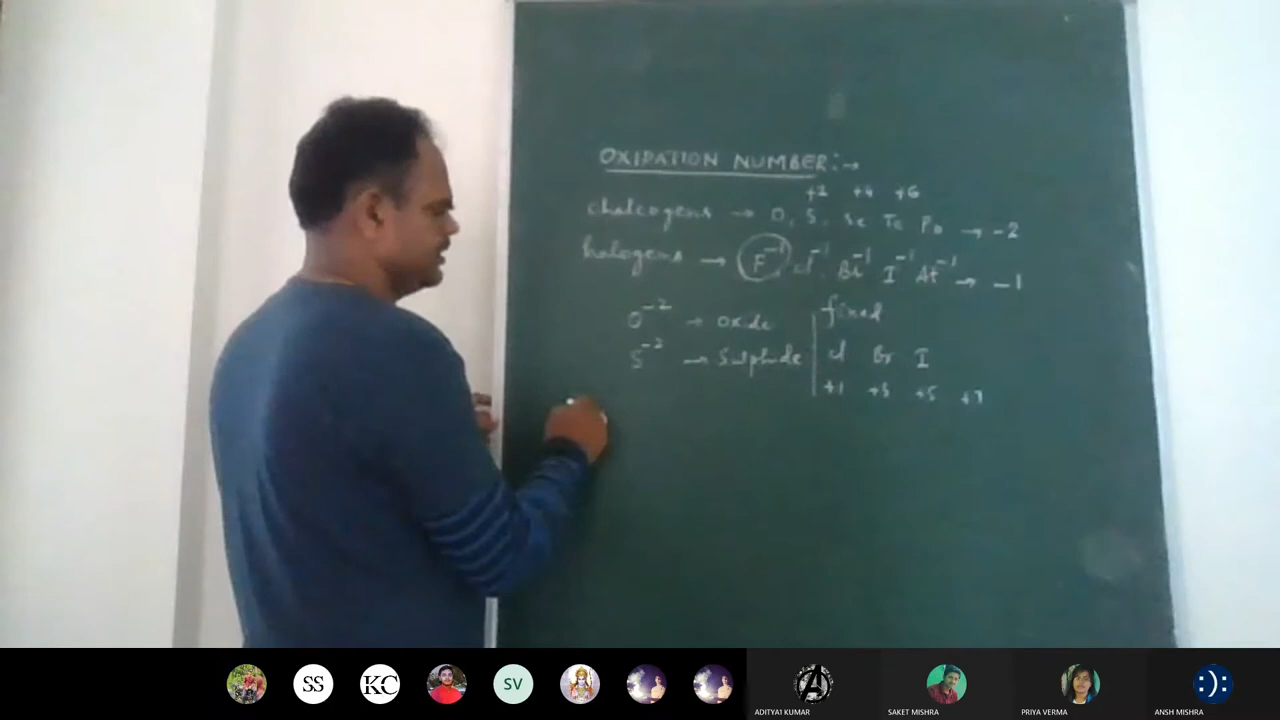 OXIDATION NUMBER:→
+2 +4 +6
chalcogens → O, S, Se Te Po → -2
halogens → F⁻¹, Cl⁻¹ Br⁻¹ I⁻¹ At⁻¹ → -1
O⁻² → Oxide
fixed
S⁻² → Sulphide
Cl Br I
+1 +3 +5 +7
SS
KC
SV
ADITYA1 KUMAR
SAKET MISHRA
PRIYA VERMA
ANSH MISHRA
:):